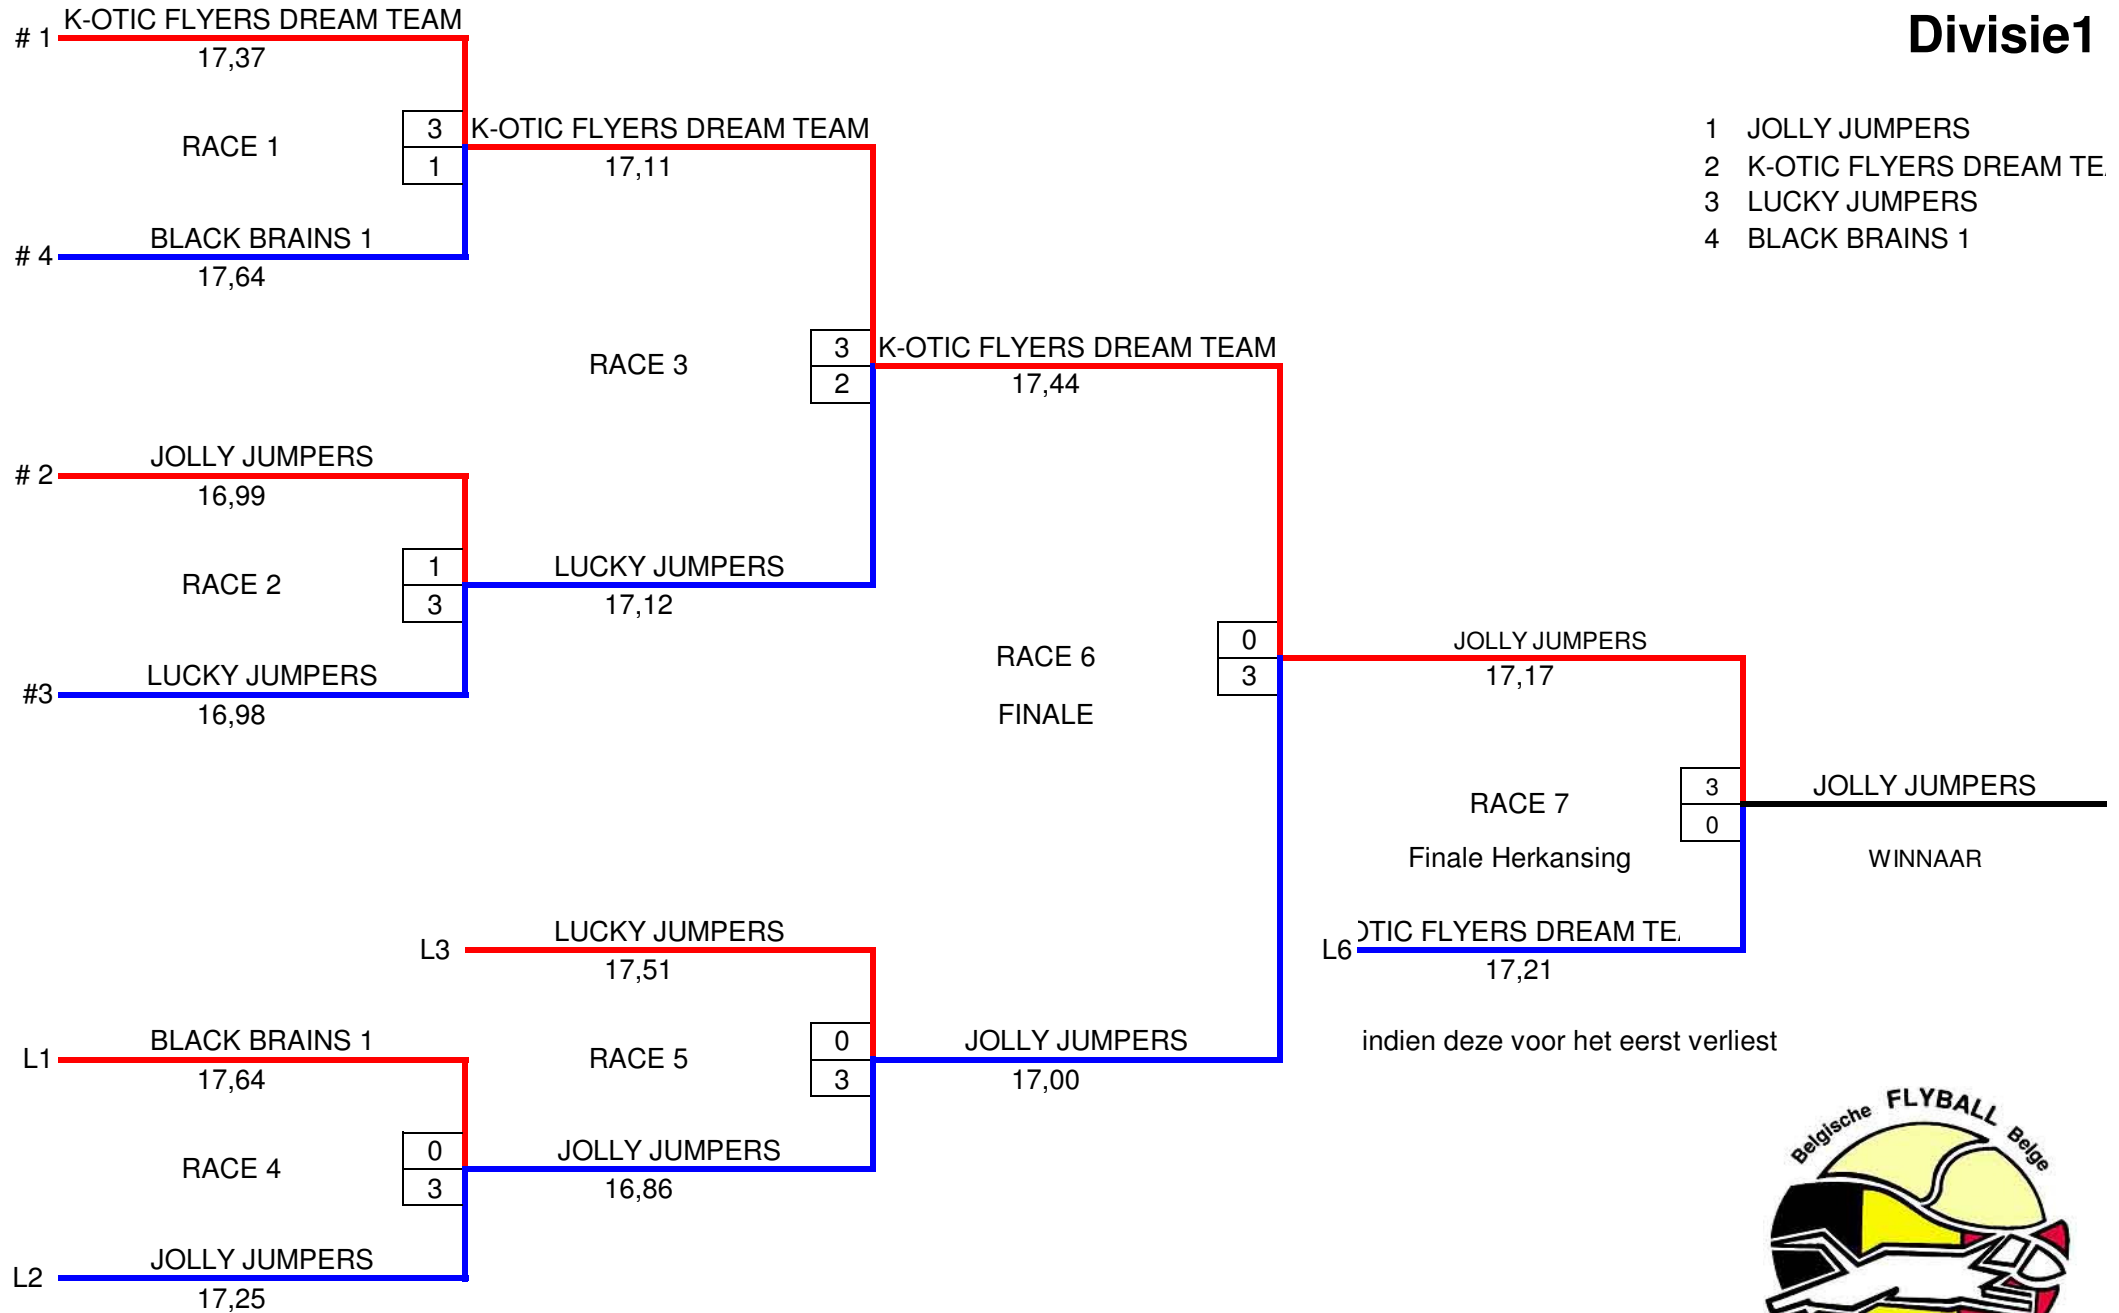 Divisie1
# 1 K-OTIC FLYERS DREAM TEAM
17,37
RACE 1
3
1
# 4 BLACK BRAINS 1
17,64
K-OTIC FLYERS DREAM TEAM
17,11
1 JOLLY JUMPERS
2 K-OTIC FLYERS DREAM TEA
3 LUCKY JUMPERS
4 BLACK BRAINS 1
RACE 3
3
2
K-OTIC FLYERS DREAM TEAM
17,44
# 2 JOLLY JUMPERS
16,99
RACE 2
1
3
#3 LUCKY JUMPERS
16,98
LUCKY JUMPERS
17,12
RACE 6
FINALE
0
3
JOLLY JUMPERS
17,17
RACE 7
Finale Herkansing
3
0
JOLLY JUMPERS
WINNAAR
L6 OTIC FLYERS DREAM TEA
17,21
indien deze voor het eerst verliest
L3 LUCKY JUMPERS
17,51
RACE 5
0
3
JOLLY JUMPERS
17,00
L1 BLACK BRAINS 1
17,64
RACE 4
0
3
JOLLY JUMPERS
16,86
L2 JOLLY JUMPERS
17,25
Belgische FLYBALL Belge